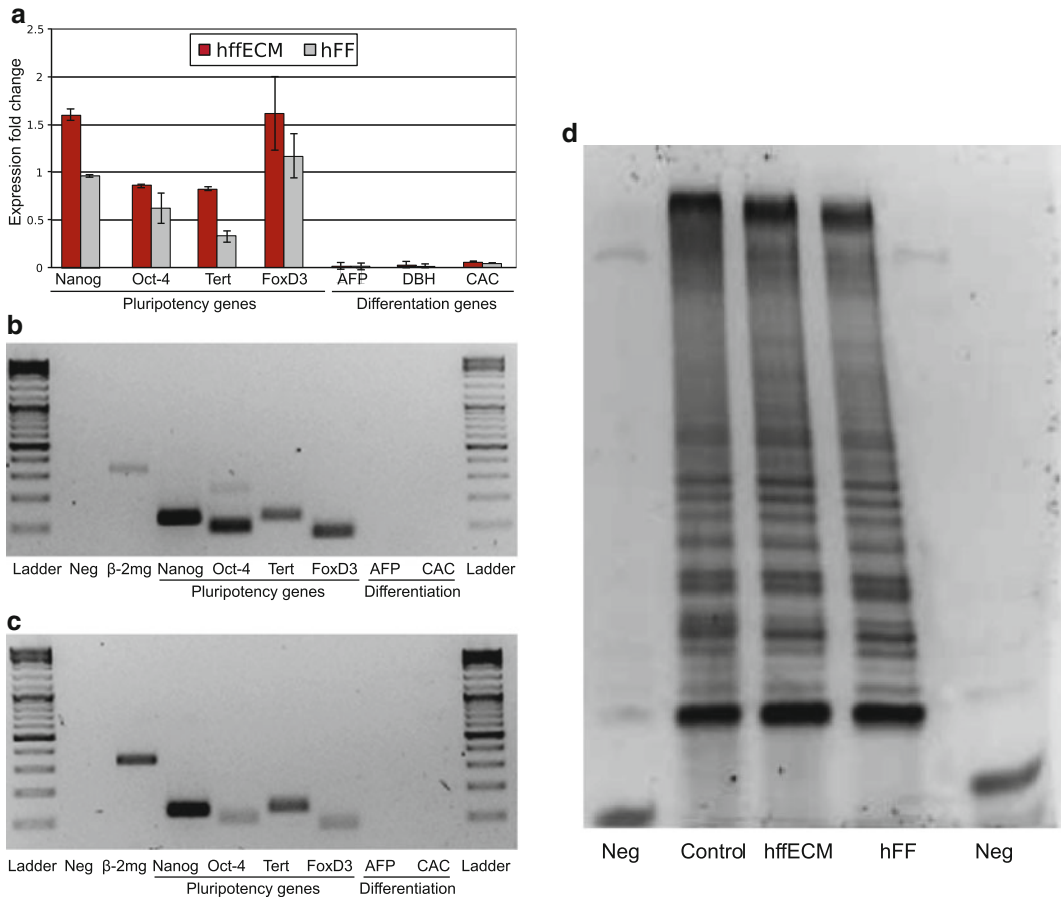 a
2.5
2
1.5
1
0.5
0
Expression fold change
hffECM hFF
Nanog Oct-4 Tert FoxD3 AFP DBH CAC
Pluripotency genes Differentation genes
b
Ladder Neg β-2mg Nanog Oct-4 Tert FoxD3 AFP CAC Ladder
Pluripotency genes Differentiation
c
Ladder Neg β-2mg Nanog Oct-4 Tert FoxD3 AFP CAC Ladder
Pluripotency genes Differentiation
d
Neg Control hffECM hFF Neg